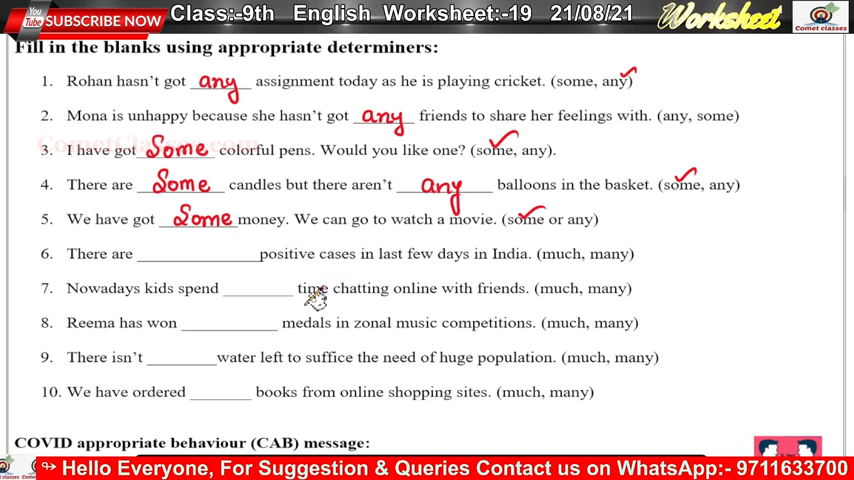 You Tube SUBSCRIBE NOW Class:-9th English Worksheet:-19 21/08/21 Worksheet Comet classes
Fill in the blanks using appropriate determiners:
1. Rohan hasn't got any assignment today as he is playing cricket. (some, any)
2. Mona is unhappy because she hasn't got any friends to share her feelings with. (any, some)
3. I have got Some colorful pens. Would you like one? (some, any).
4. There are Some candles but there aren't any balloons in the basket. (some, any)
5. We have got Some money. We can go to watch a movie. (some or any)
6. There are ________________ positive cases in last few days in India. (much, many)
7. Nowadays kids spend _________ time chatting online with friends. (much, many)
8. Reema has won ____________ medals in zonal music competitions. (much, many)
9. There isn't _________ water left to suffice the need of huge population. (much, many)
10. We have ordered ________ books from online shopping sites. (much, many)
COVID appropriate behaviour (CAB) message:
Hello Everyone, For Suggestion & Queries Contact us on WhatsApp:- 9711633700